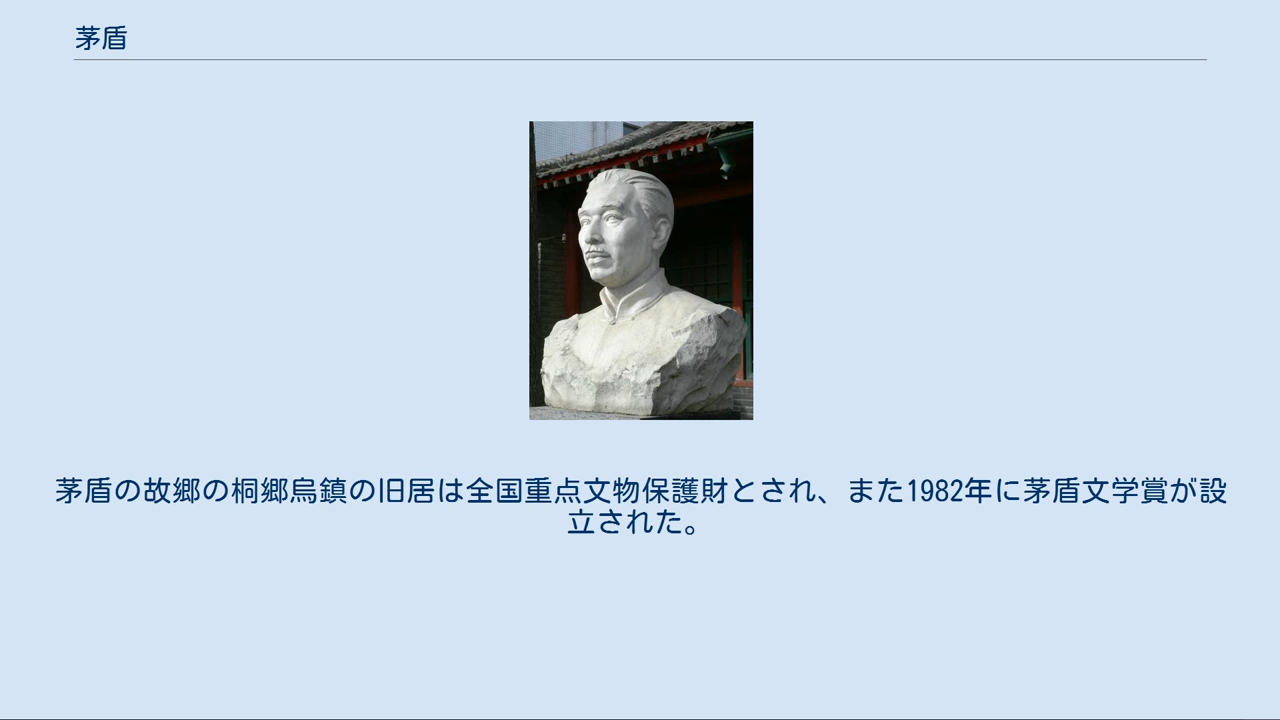 茅盾
茅盾の故郷の桐郷烏鎮の旧居は全国重点文物保護財とされ、また1982年に茅盾文学賞が設
立された。